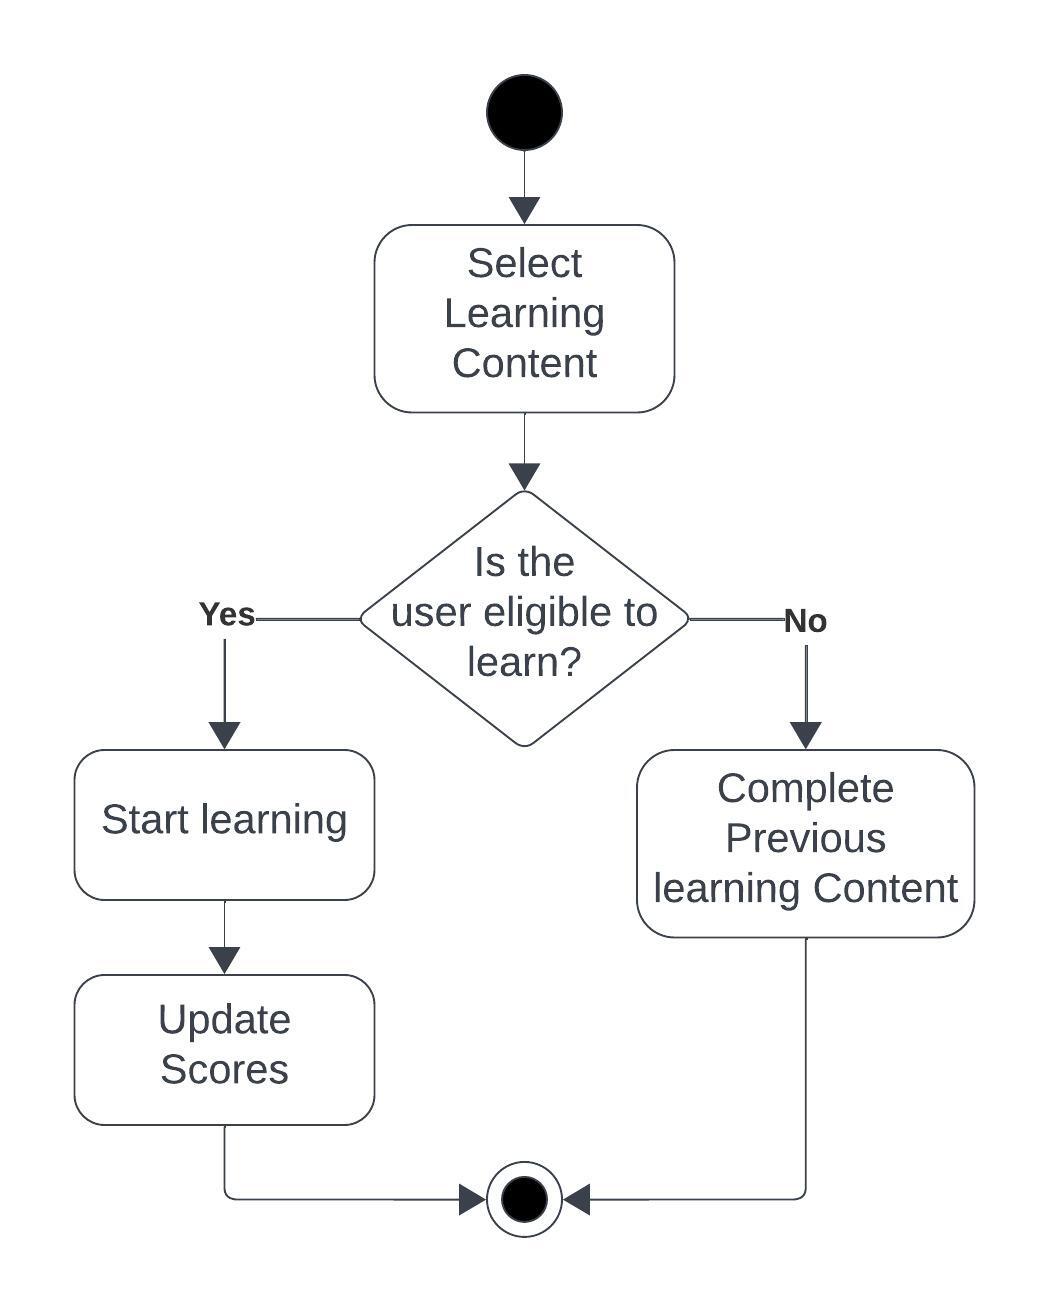 Select
Learning
Content
Is the
user eligible to
learn?
Yes
No
Start learning
Complete
Previous
learning Content
Update
Scores